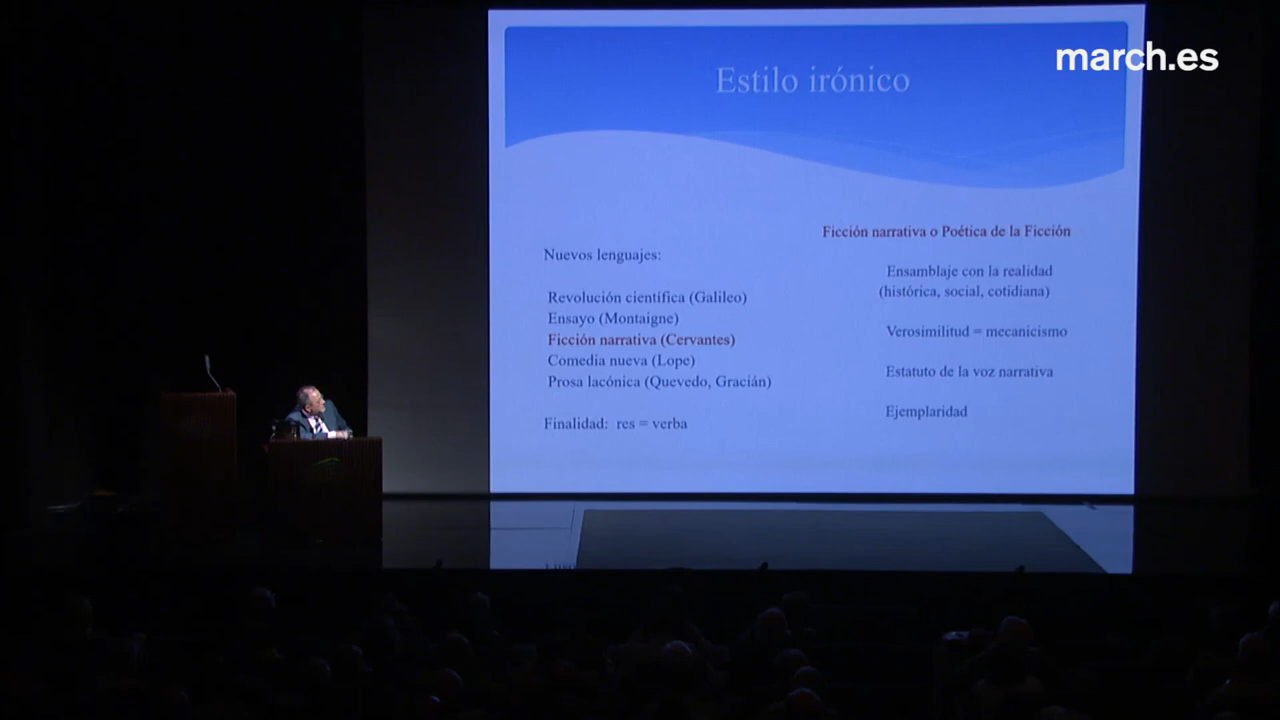 march.es
Estilo irónico
Nuevos lenguajes:
Revolución científica (Galileo)
Ensayo (Montaigne)
Ficción narrativa (Cervantes)
Comedia nueva (Lope)
Prosa lacónica (Quevedo, Gracián)
Finalidad: res = verba
Ficción narrativa o Poética de la Ficción
Ensamblaje con la realidad
(histórica, social, cotidiana)
Verosimilitud = mecanicismo
Estatuto de la voz narrativa
Ejemplaridad